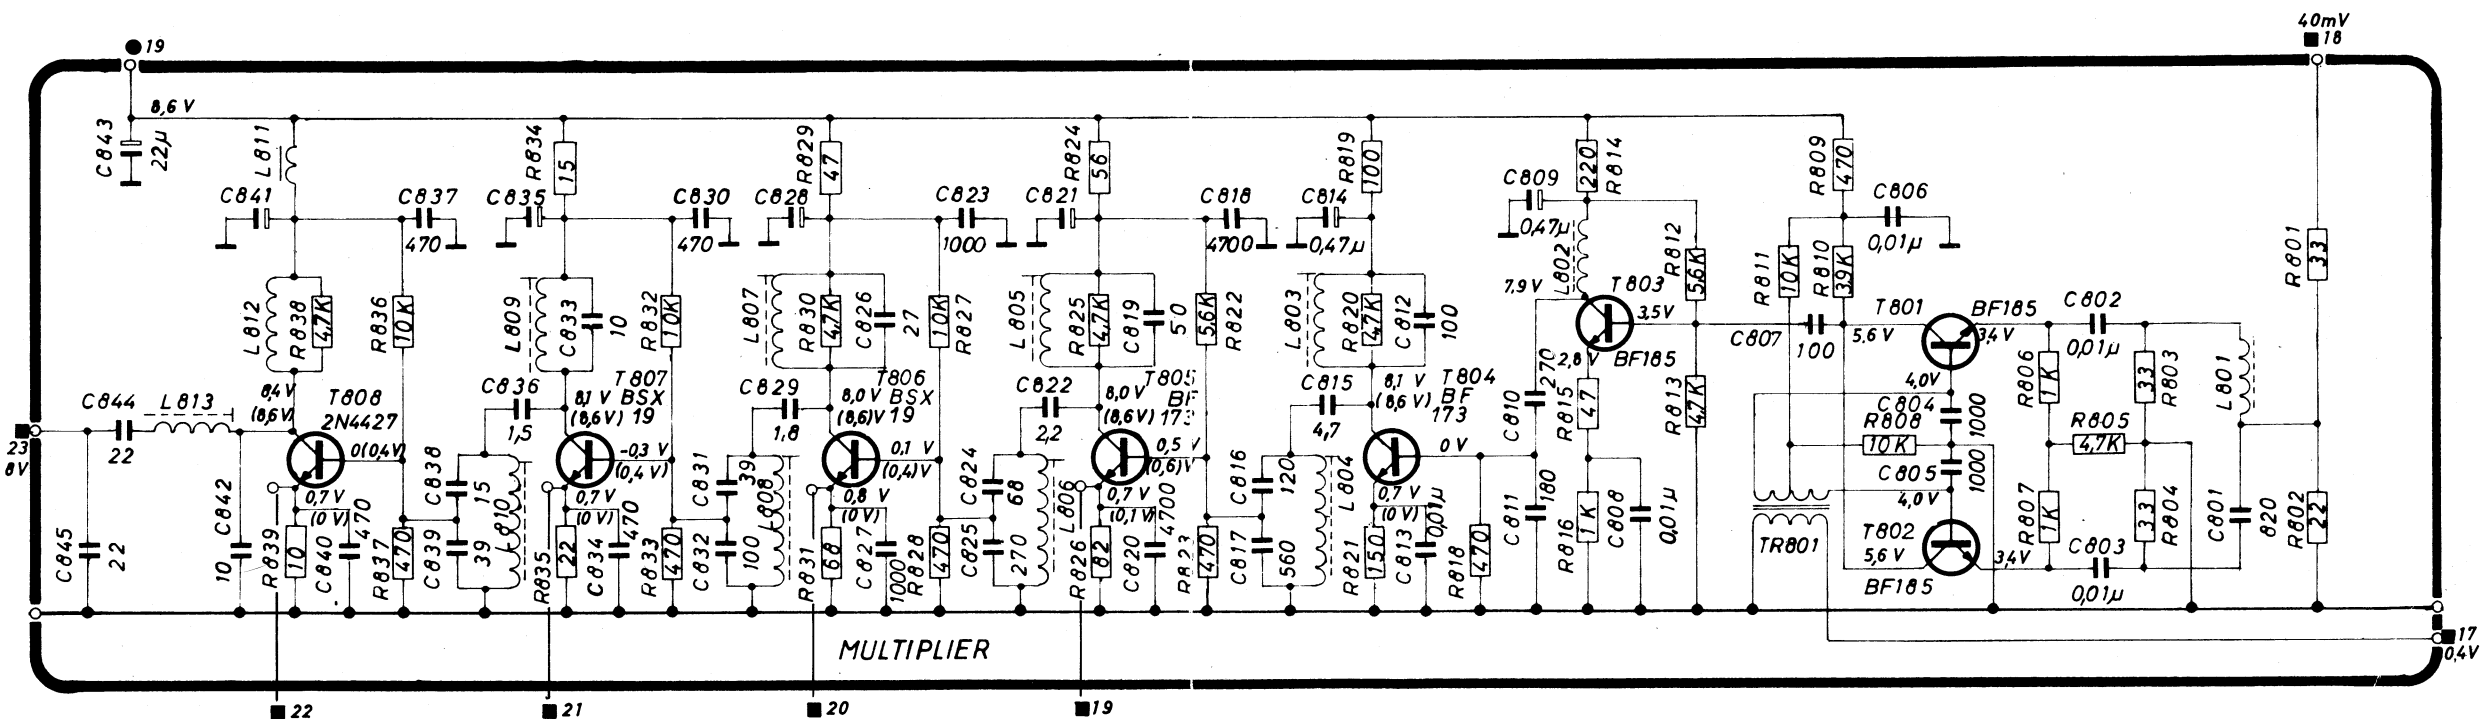 40mV
18
19
8,6 V
C843
22µ
L811
R834
15
R829
47
R824
56
R819
100
C809
0,47µ
220
R814
R809
470
C841
C837
470
C835
C830
470
C828
C823
1000
C821
C818
4700
C814
0,47µ
C806
0,01µ
R801
33
L812
R838
4,7K
R836
10K
L809
C833
10
R832
10K
L807
R830
4,7K
C826
27
10K
R827
L805
R825
4,7K
C819
5,6K
R822
L803
R820
4,7K
C812
100
7,9 V
L802
R812
5,6K
T803
3,5V
2,8 V
BF185
R811
10K
R810
3,9K
C807
100
T801
BF185
5,6 V
3,4 V
4,0V
C802
0,01µ
R806
1K
33
R803
L801
C844
22
L813
8,4 V
(8,6V)
T808
2N4427
0(0,4V)
C836
1,5
8,1 V
(8,6V)
T807
BSX
19
-0,3 V
(0,4 V)
C829
1,8
8,0 V
(8,6)V
T806
BSX
19
0,1 V
(0,4)V
C822
2,2
8,0 V
(8,6V)
T805
BF
173
0,5 V
(0,6)V
C815
4,7
8,1 V
(8,6 V)
T804
BF
173
0 V
C810
270
R815
47
R813
4,7K
C804
1000
R808
10K
C805
1000
4,0V
R805
4,7K
23
8V
C845
22
C842
10
R839
10
0,7 V
(0V)
C840
470
R837
470
C838
15
C839
39
L810
R835
22
0,7 V
(0V)
C834
470
R833
470
C831
39
C832
100
L808
R831
68
0,8 V
(0V)
C827
1000
R828
470
C824
68
C825
270
L806
R826
82
0,7 V
(0,1 V)
C820
4700
R823
470
C816
120
C817
560
L804
R821
150
0,7 V
(0V)
C813
0,01µ
R818
470
C811
180
R816
1K
C808
0,01µ
TR801
T802
5,6 V
3,4V
BF185
R807
1K
33
R804
C803
0,01µ
C801
820
R802
22
MULTIPLIER
17
0,4V
22
21
20
19